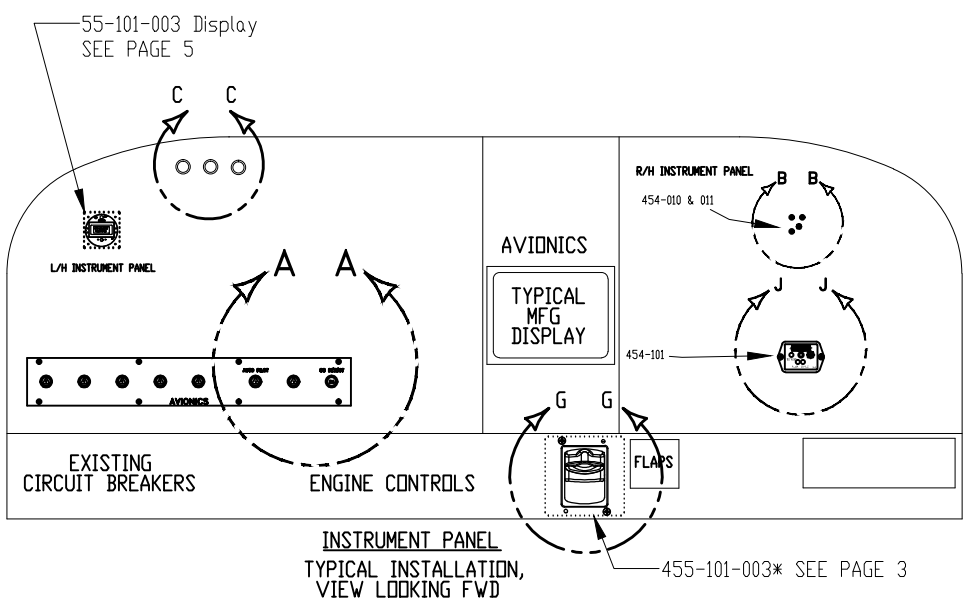 55-101-003 Display
SEE PAGE 5
C C
R/H INSTRUMENT PANEL
B B
454-010 & 011
L/H INSTRUMENT PANEL
A A
AVIONICS
J J
TYPICAL
MFG
DISPLAY
454-101
AUTO PILOT
AVIONICS
G G
EXISTING
CIRCUIT BREAKERS
ENGINE CONTROLS
FLAPS
INSTRUMENT PANEL
TYPICAL INSTALLATION,
VIEW LOOKING FWD
455-101-003* SEE PAGE 3